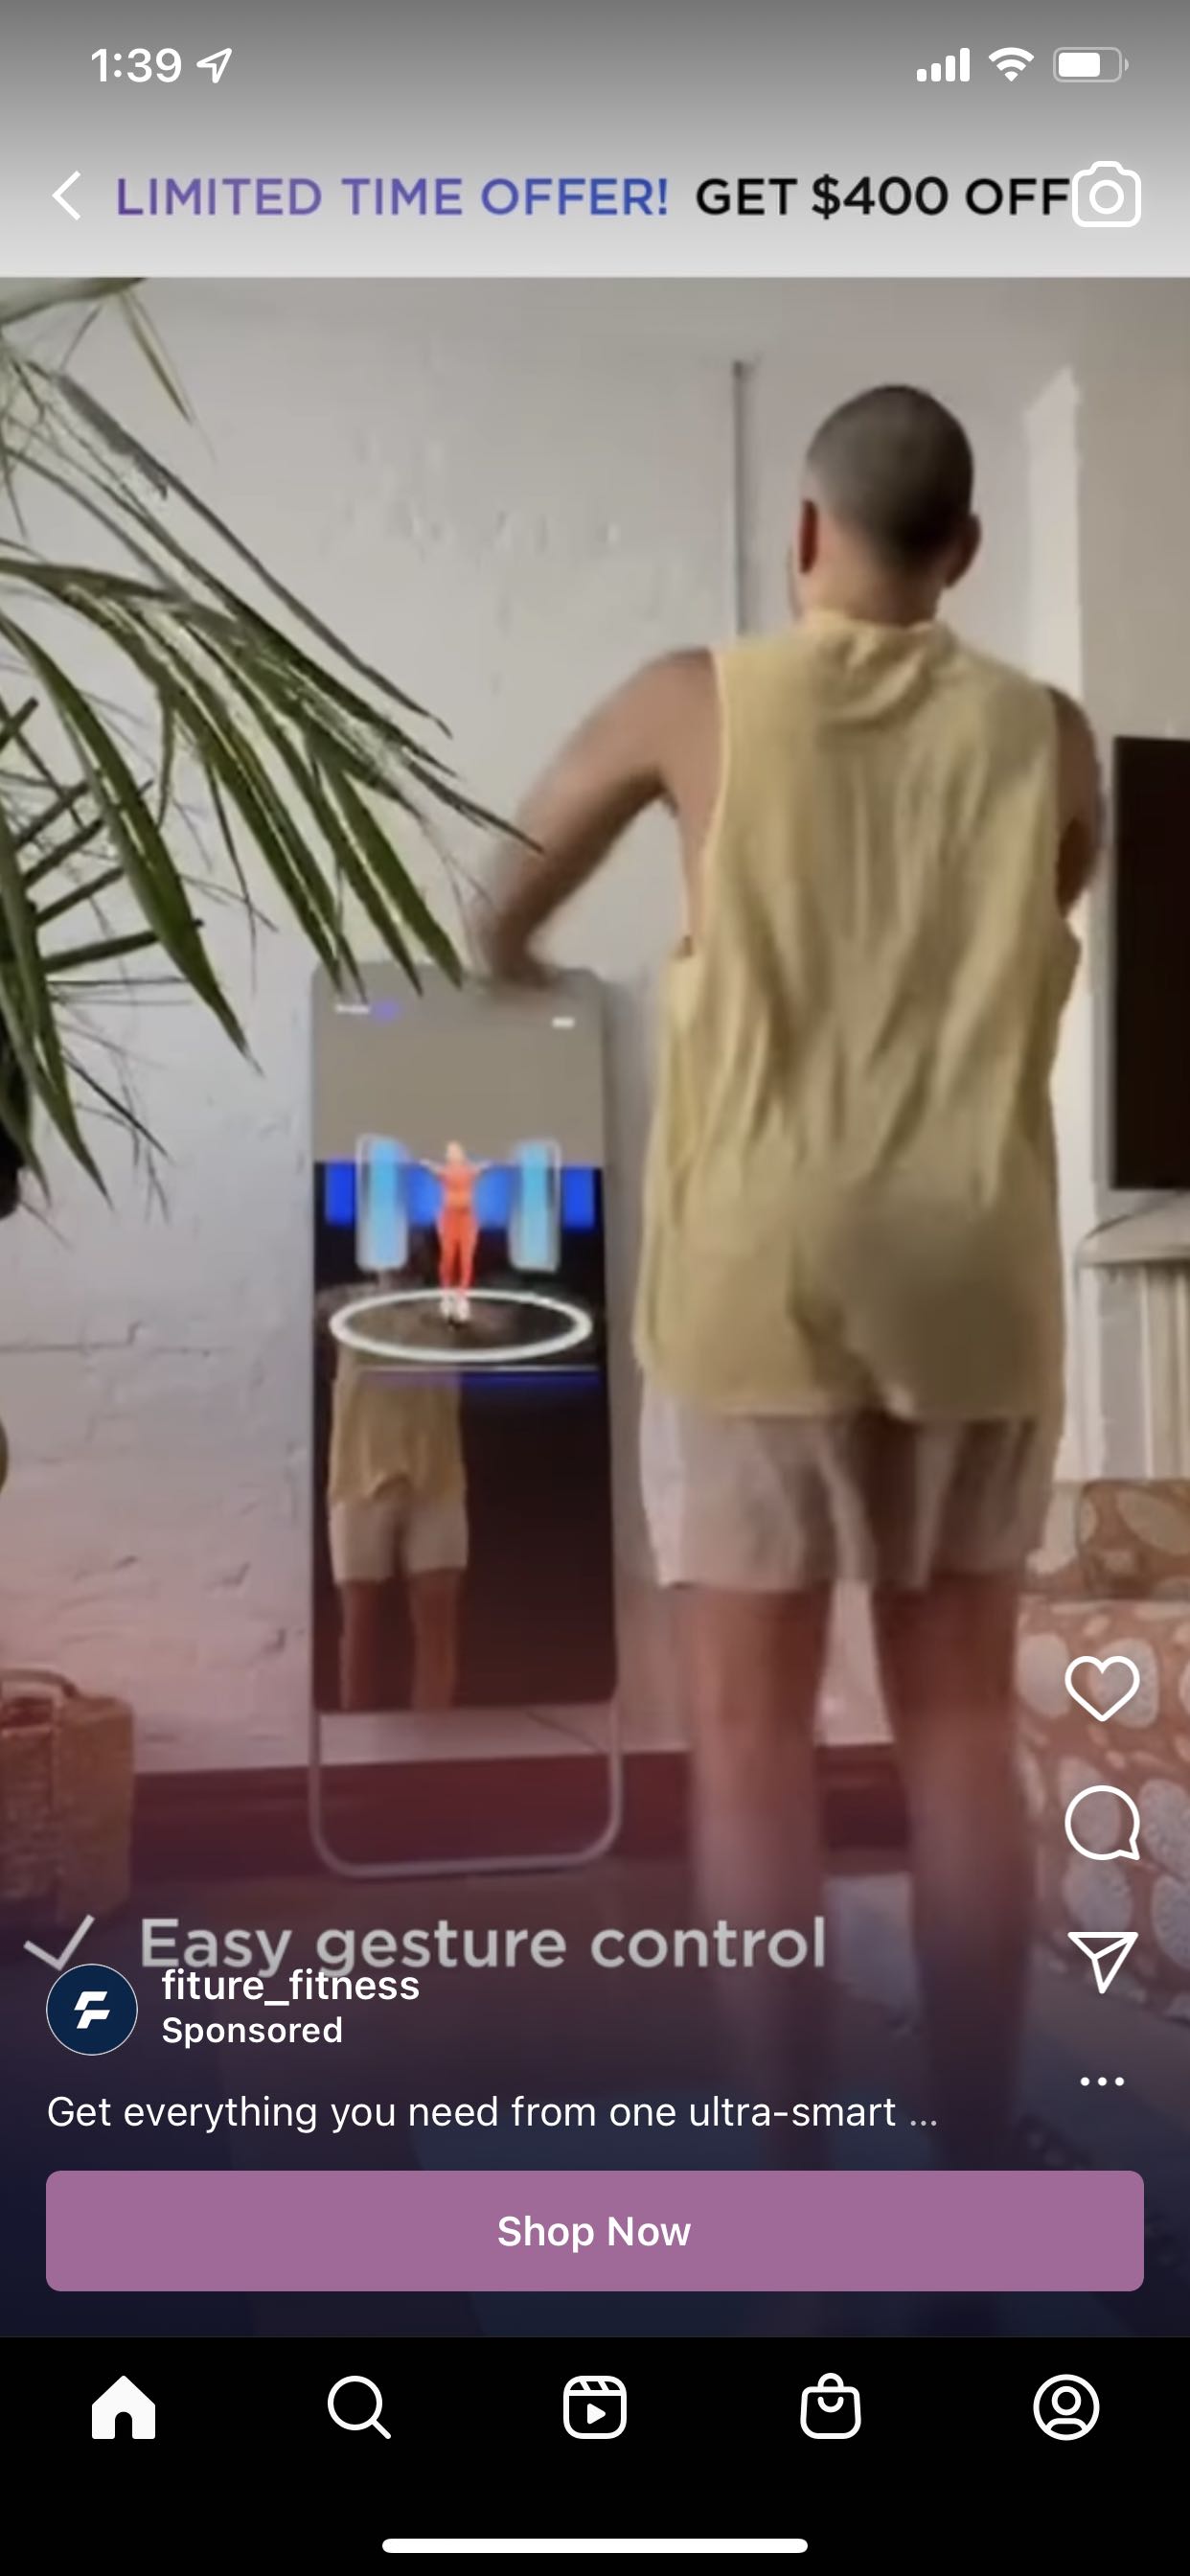 1:39
LIMITED TIME OFFER! GET $400 OFF
Easy gesture control
fiture_fitness
Sponsored
Get everything you need from one ultra-smart ...
Shop Now